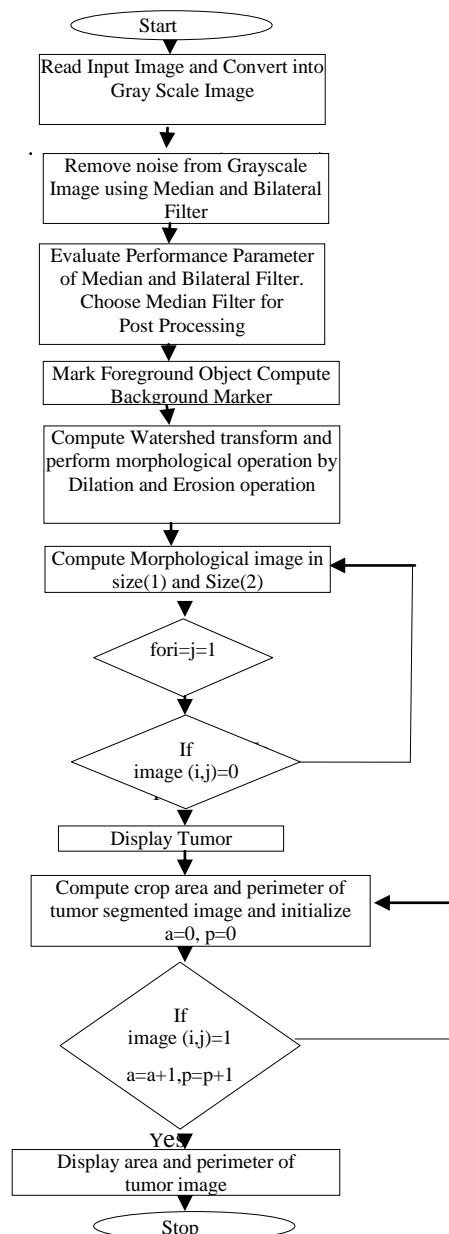 Start
Read Input Image and Convert into
Gray Scale Image
Remove noise from Grayscale
Image using Median and Bilateral
Filter
Evaluate Performance Parameter
of Median and Bilateral Filter.
Choose Median Filter for
Post Processing
Mark Foreground Object Compute
Background Marker
Compute Watershed transform and
perform morphological operation by
Dilation and Erosion operation
Compute Morphological image in
size(1) and Size(2)
fori=j=1
If
image (i,j)=0
Display Tumor
Compute crop area and perimeter of
tumor segmented image and initialize
a=0, p=0
If
image (i,j)=1
a=a+1,p=p+1
Yes
Display area and perimeter of
tumor image
Stop